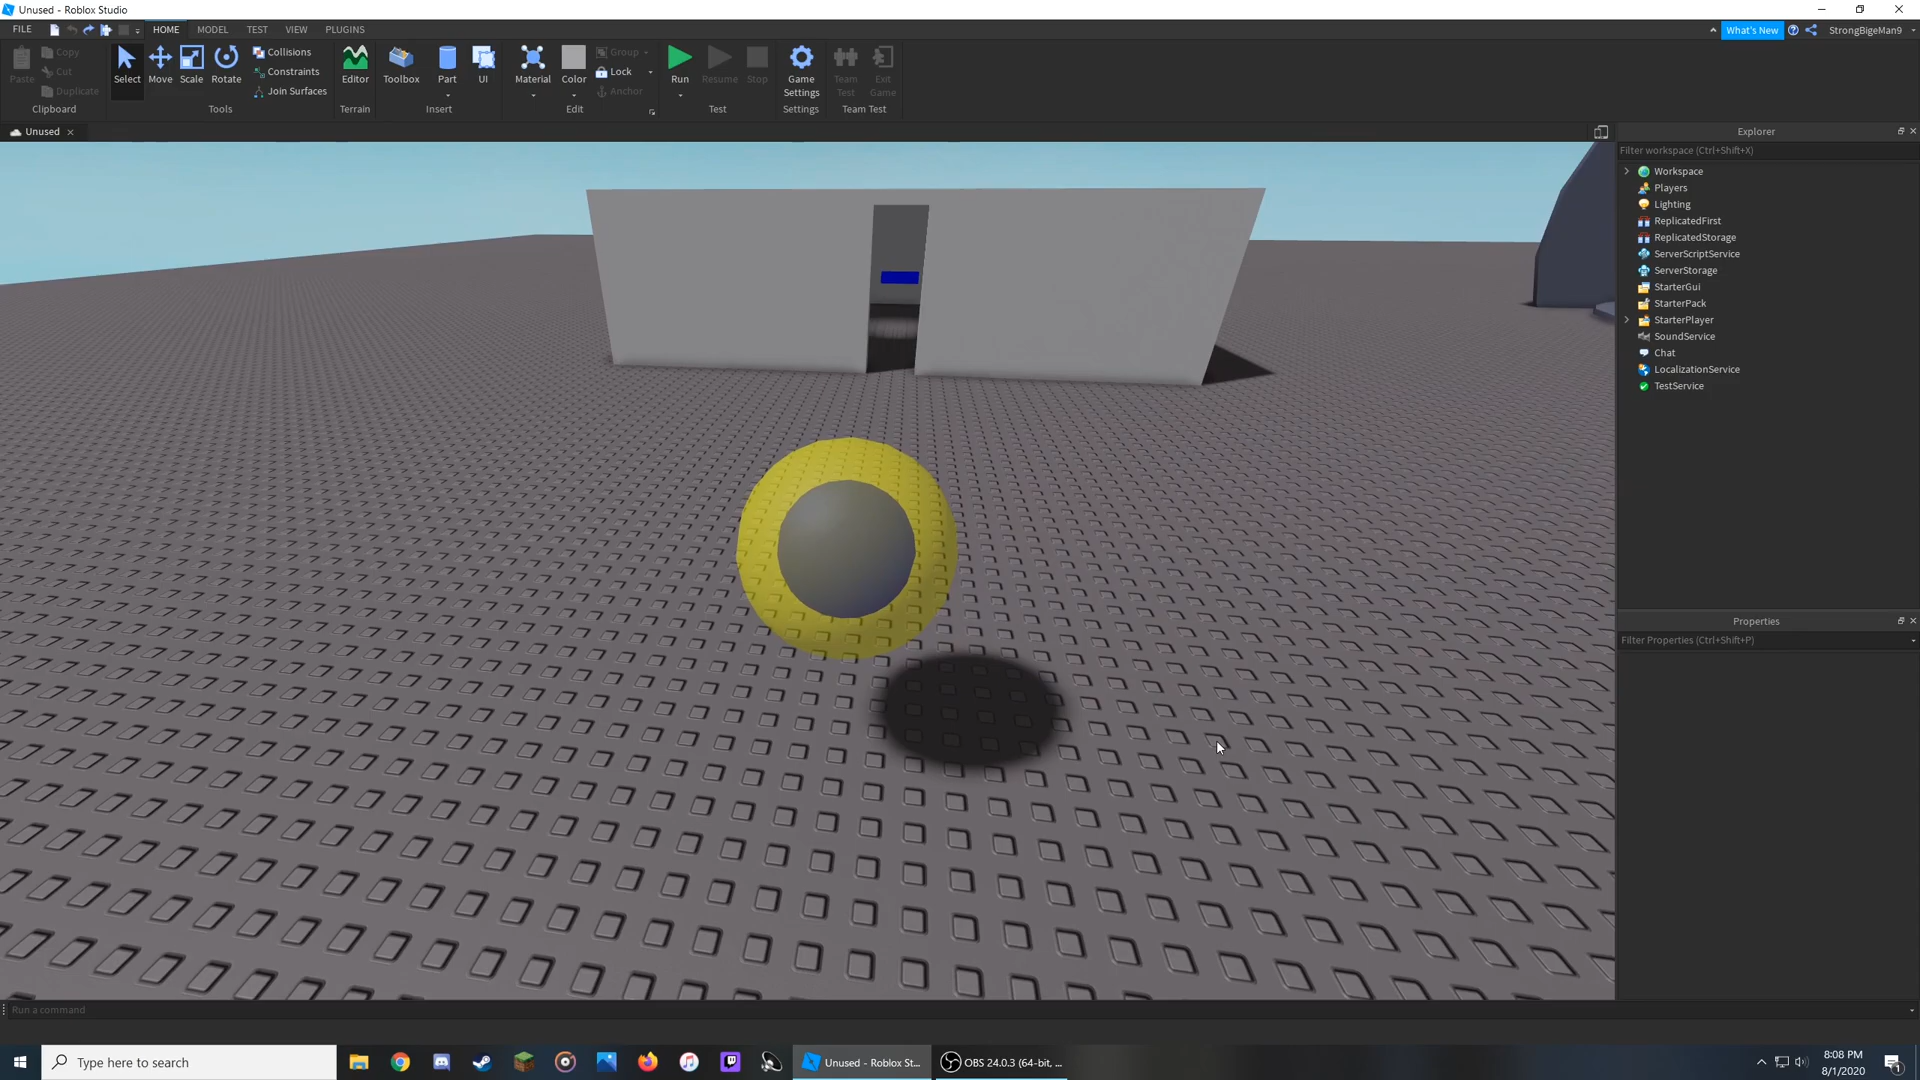 Unused - Roblox Studio
FILE HOME MODEL TEST VIEW PLUGINS What's New StrongBigeMan9
Paste Copy Cut Duplicate
Select Move Scale Rotate
Collisions
Constraints
Join Surfaces
Editor Toolbox Part UI
Material Color
Group
Lock
Anchor
Run Resume Stop
Game Settings
Team Test
Exit Game
Clipboard Tools Terrain Insert Edit Test Settings Team Test
Unused
Explorer
Filter workspace (Ctrl+Shift+X)
Workspace
Players
Lighting
ReplicatedFirst
ReplicatedStorage
ServerScriptService
ServerStorage
StarterGui
StarterPack
StarterPlayer
SoundService
Chat
LocalizationService
TestService
Properties
Filter Properties (Ctrl+Shift+P)
Run a command
Type here to search
Unused - Roblox St...
OBS 24.0.3 (64-bit, ...
8:08 PM
8/1/2020
1